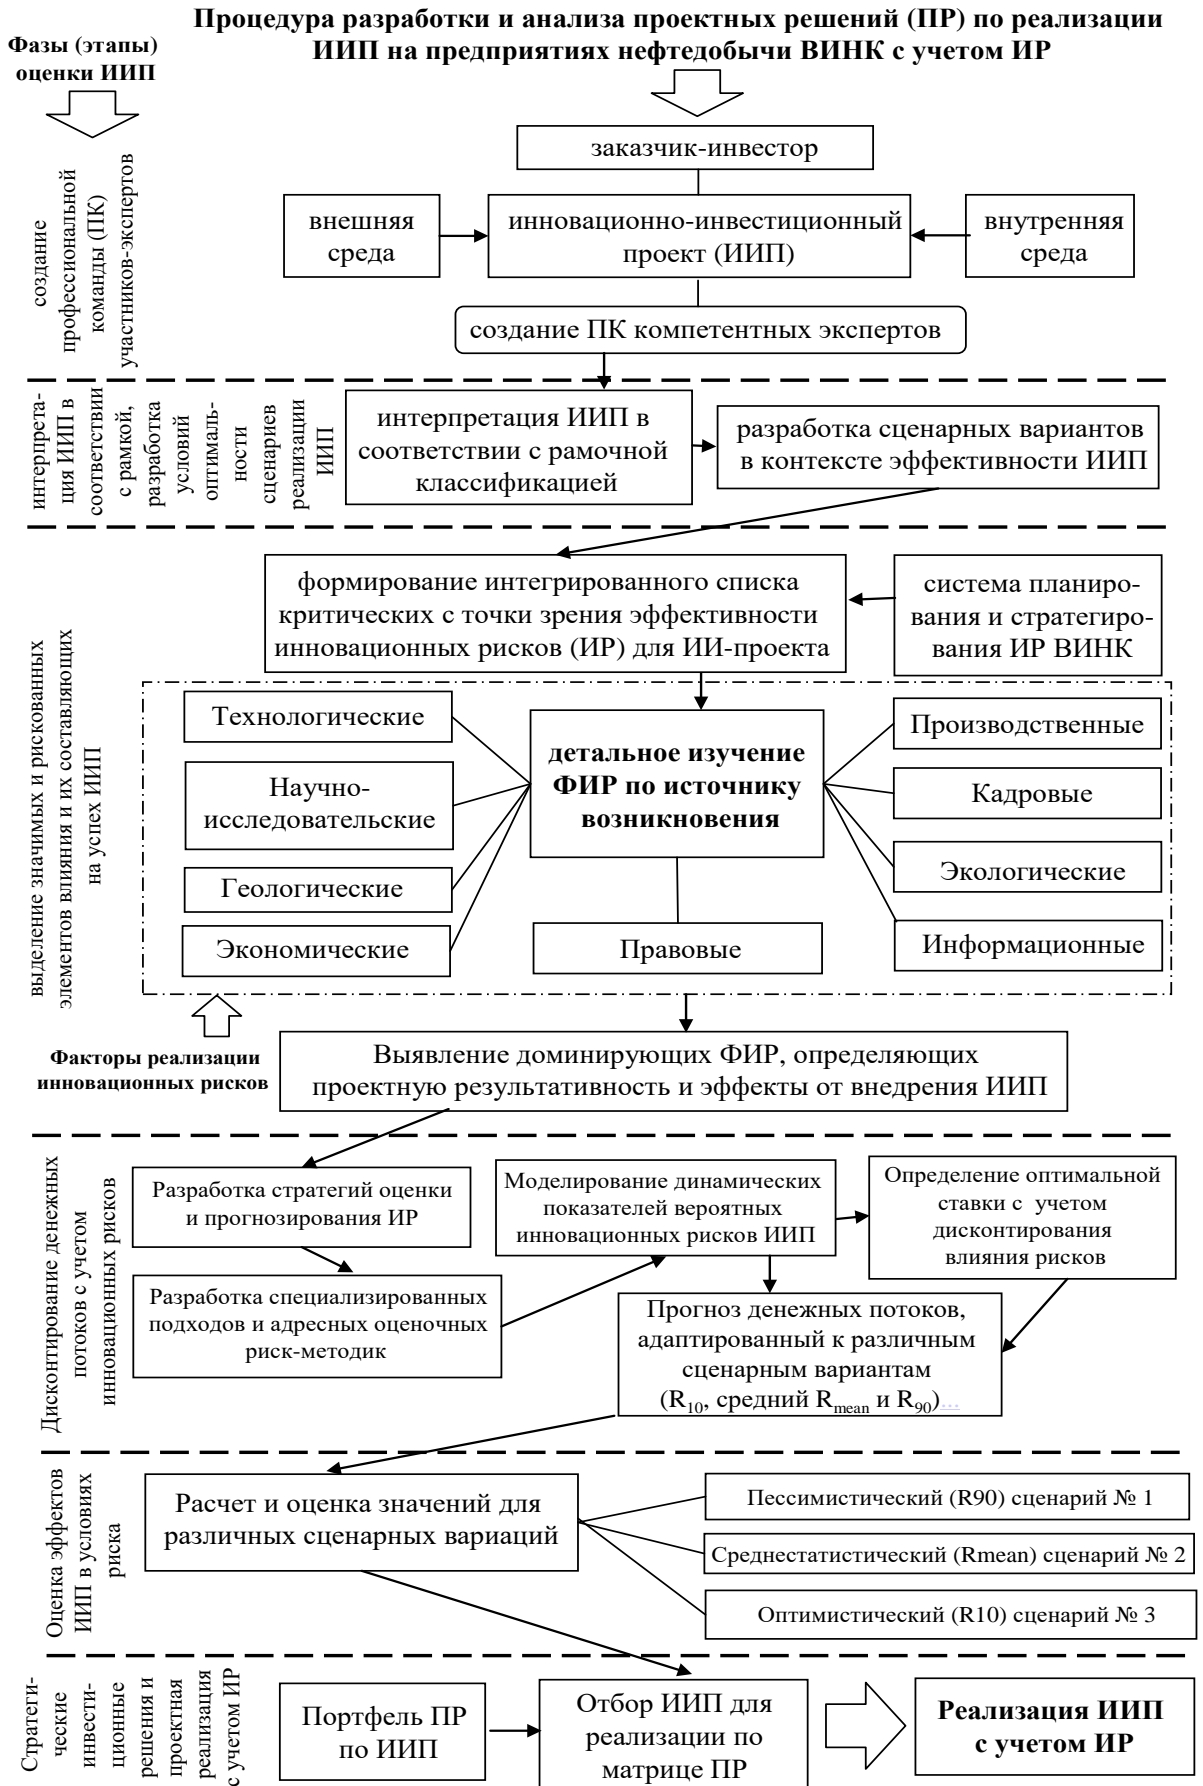 Процедура разработки и анализа проектных решений (ПР) по реализации
ИИП на предприятиях нефтедобычи ВИНК с учетом ИР
Фазы (этапы)
оценки ИИП
создание
профессиональной
команды (ПК)
участников-экспертов
заказчик-инвестор
внешняя
среда
инновационно-инвестиционный
проект (ИИП)
внутренняя
среда
создание ПК компетентных экспертов
интерпрета-
ция ИИП в
соответствии
с рамкой,
разработка
условий
оптималь-
ности
сценариев
реализации
ИИП
интерпретация ИИП в
соответствии с рамочной
классификацией
разработка сценарных вариантов
в контексте эффективности ИИП
выделение значимых и рискованных
элементов влияния и их составляющих
на успех ИИП
формирование интегрированного списка
критических с точки зрения эффективности
инновационных рисков (ИР) для ИИ-проекта
система планиро-
вания и стратегиро-
вания ИР ВИНК
Технологические
Научно-
исследовательские
Геологические
Экономические
детальное изучение
ФИР по источнику
возникновения
Правовые
Производственные
Кадровые
Экологические
Информационные
Факторы реализации
инновационных рисков
Выявление доминирующих ФИР, определяющих
проектную результативность и эффекты от внедрения ИИП
Дисконтирование денежных
потоков с учетом
инновационных рисков
Разработка стратегий оценки
и прогнозирования ИР
Разработка специализированных
подходов и адресных оценочных
риск-методик
Моделирование динамических
показателей вероятных
инновационных рисков ИИП
Определение оптимальной
ставки с учетом
дисконтирования
влияния рисков
Прогноз денежных потоков,
адаптированный к различным
сценарным вариантам
(R10, средний Rmean и R90)...
Оценка эффектов
ИИП в условиях
риска
Расчет и оценка значений для
различных сценарных вариаций
Пессимистический (R90) сценарий № 1
Среднестатистический (Rmean) сценарий № 2
Оптимистический (R10) сценарий № 3
Стратеги-
ческие
инвести-
ционные
решения и
проектная
реализация
с учетом ИР
Портфель ПР
по ИИП
Отбор ИИП для
реализации по
матрице ПР
Реализация ИИП
с учетом ИР